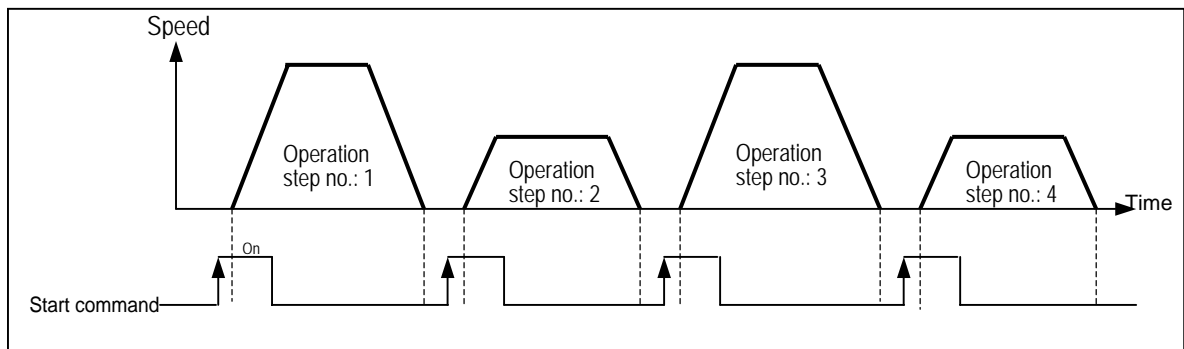 Speed
Operation
step no.: 1
Operation
step no.: 2
Operation
step no.: 3
Operation
step no.: 4
Time
On
Start command